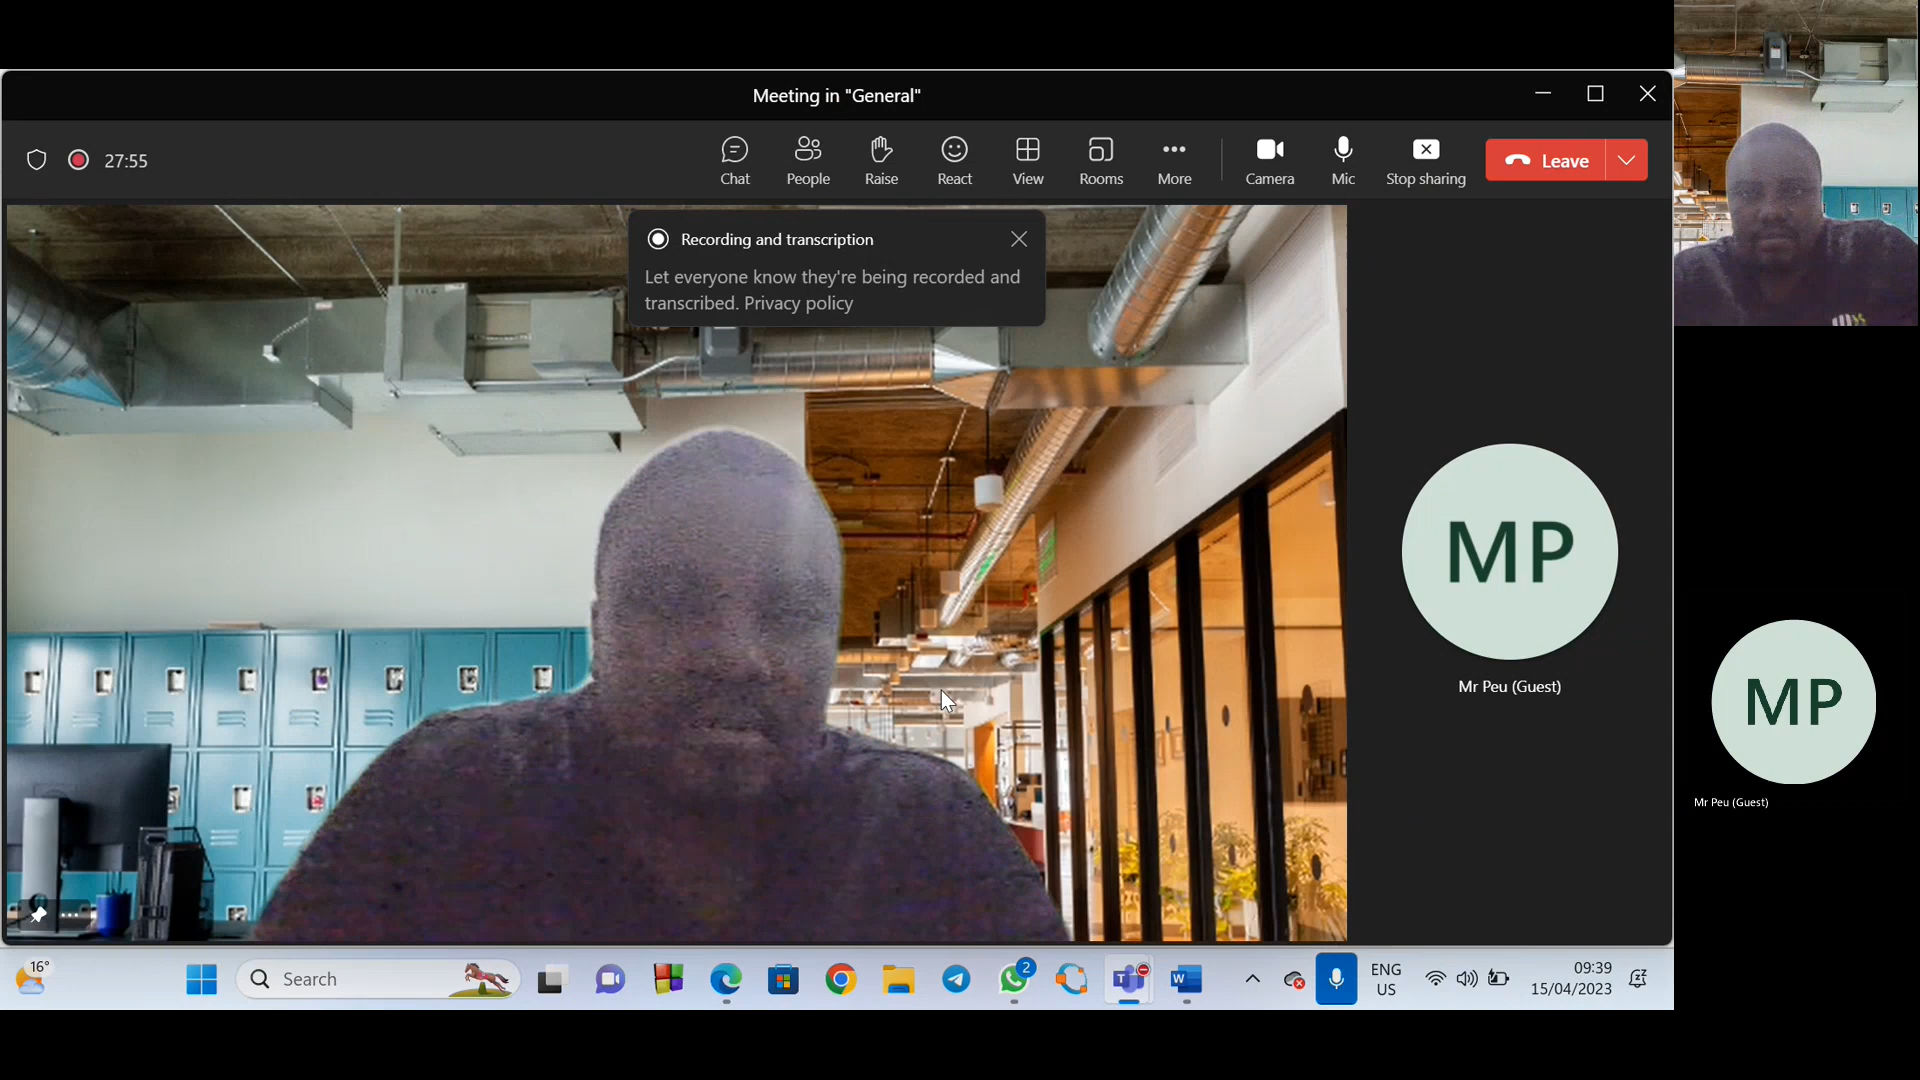 Meeting in "General"
27:55
Chat
People
Raise
React
View
Rooms
More
Camera
Mic
Stop sharing
Leave
Recording and transcription
Let everyone know they're being recorded and
transcribed. Privacy policy
MP
Mr Peu (Guest)
MP
Mr Peu (Guest)
16°
Search
2
T
W
ENG
US
09:39
15/04/2023